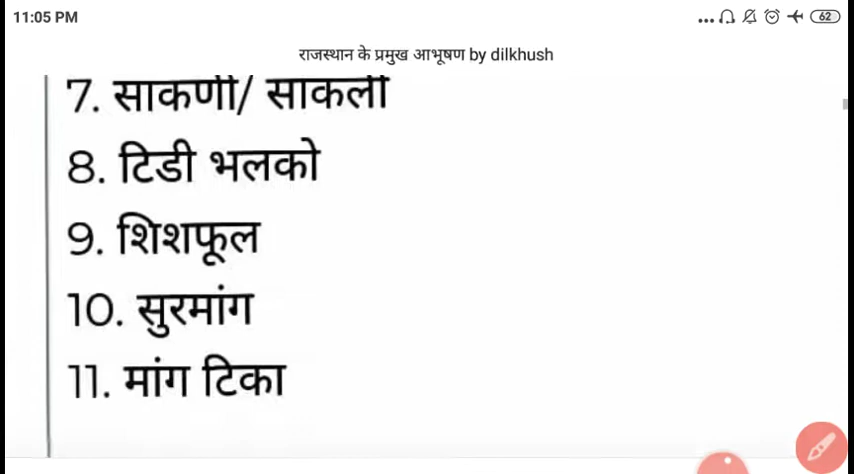 11:05 PM
62
राजस्थान के प्रमुख आभूषण by dilkhush
7. साकणी/ साकली
8. टिडी भलको
9. शिशफूल
10. सुरमांग
11. मांग टिका